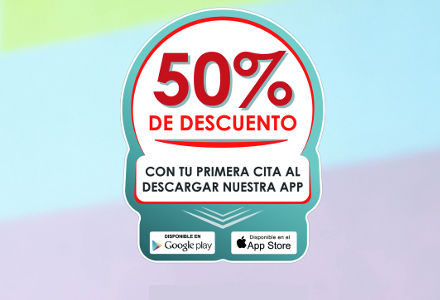 50%
DE DESCUENTO
CON TU PRIMERA CITA AL
DESCARGAR NUESTRA APP
DISPONIBLE EN
Google play
Disponible en el
App Store